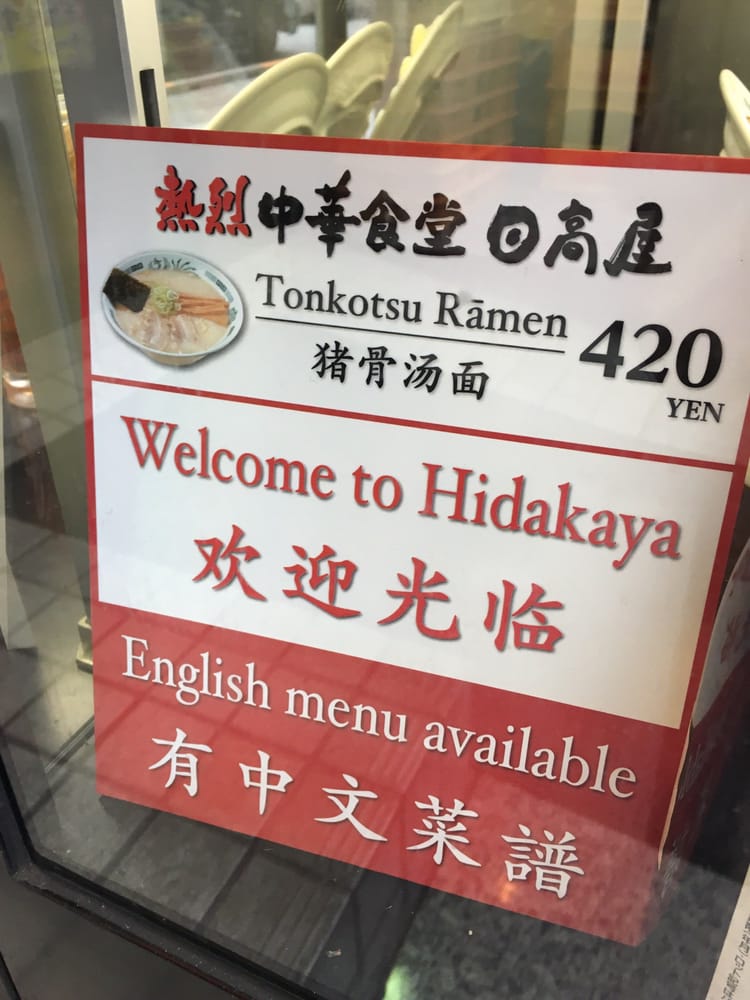 熱烈中華食堂日高屋
Tonkotsu Rāmen
猪骨汤面
420
YEN
Welcome to Hidakaya
欢迎光临
English menu available
有中文菜譜